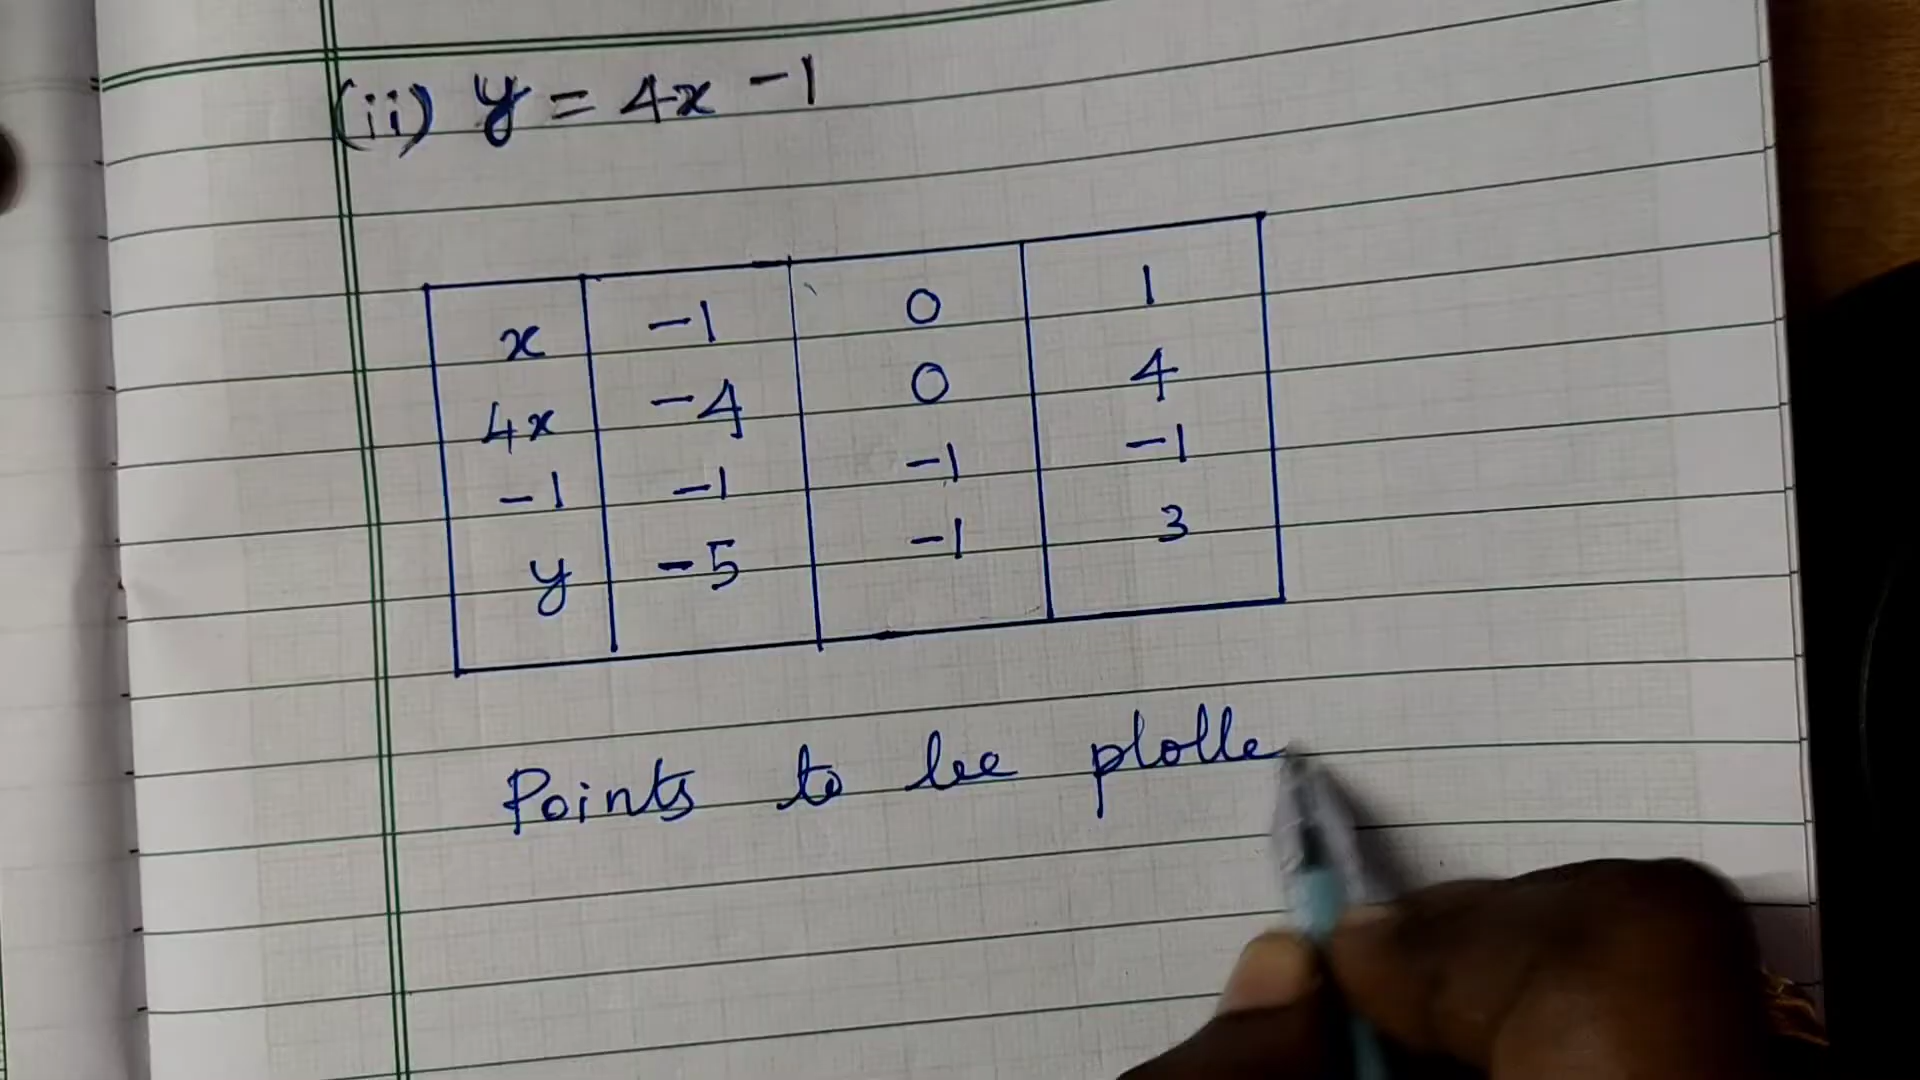 (ii) y = 4x - 1
x -1 0 1
4x -4 0 4
-1 -1 -1 -1
y -5 -1 3
Points to be plotte